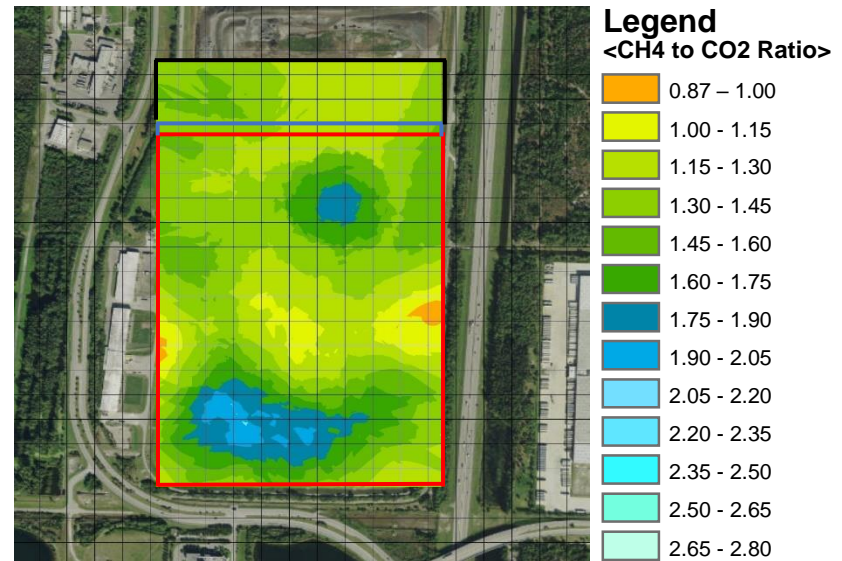 Legend
<CH4 to CO2 Ratio>
0.87 – 1.00
1.00 - 1.15
1.15 - 1.30
1.30 - 1.45
1.45 - 1.60
1.60 - 1.75
1.75 - 1.90
1.90 - 2.05
2.05 - 2.20
2.20 - 2.35
2.35 - 2.50
2.50 - 2.65
2.65 - 2.80